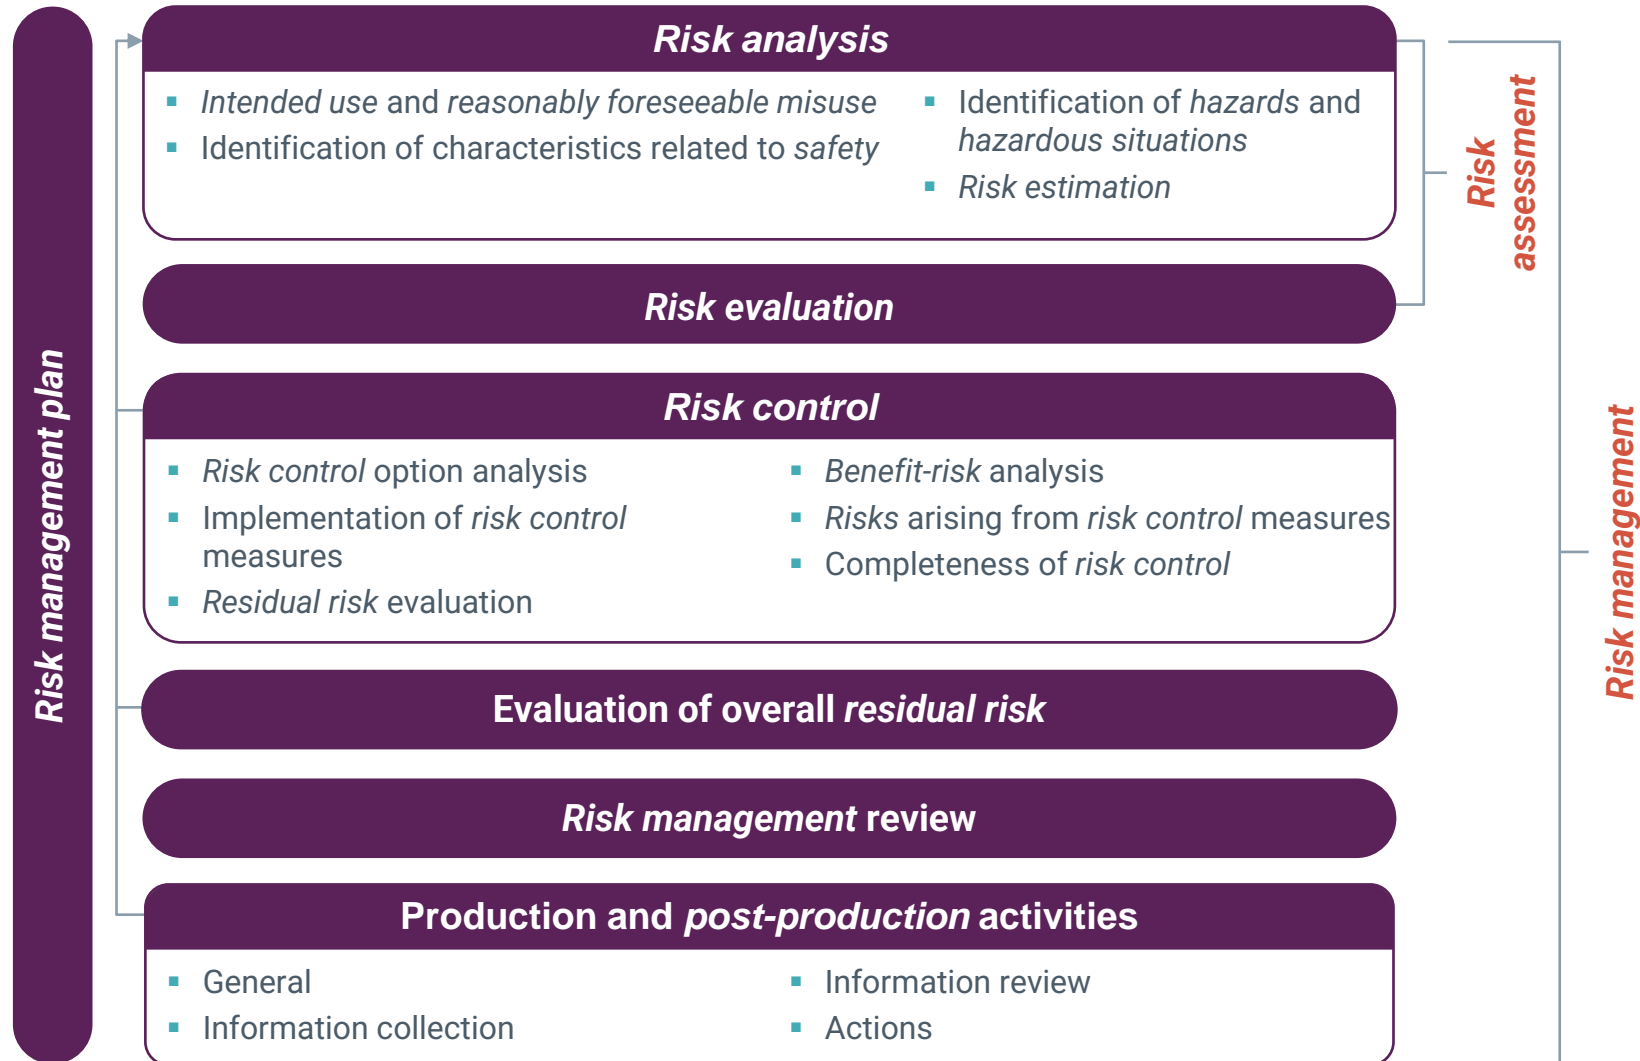 Risk management plan
Risk analysis
Intended use and reasonably foreseeable misuse
Identification of characteristics related to safety
Identification of hazards and
hazardous situations
Risk estimation
Risk evaluation
Risk
assessment
Risk control
Risk control option analysis
Implementation of risk control
measures
Residual risk evaluation
Benefit-risk analysis
Risks arising from risk control measures
Completeness of risk control
Evaluation of overall residual risk
Risk management review
Production and post-production activities
General
Information collection
Information review
Actions
Risk management